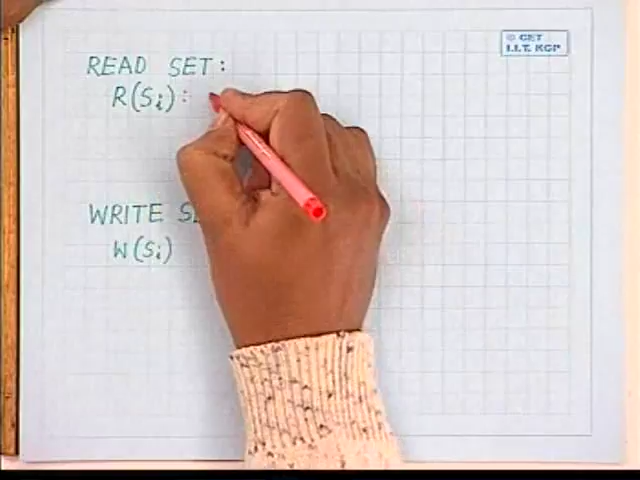 © CET
I.I.T. KGP
READ SET:
R(Si):
WRITE
W(Si)